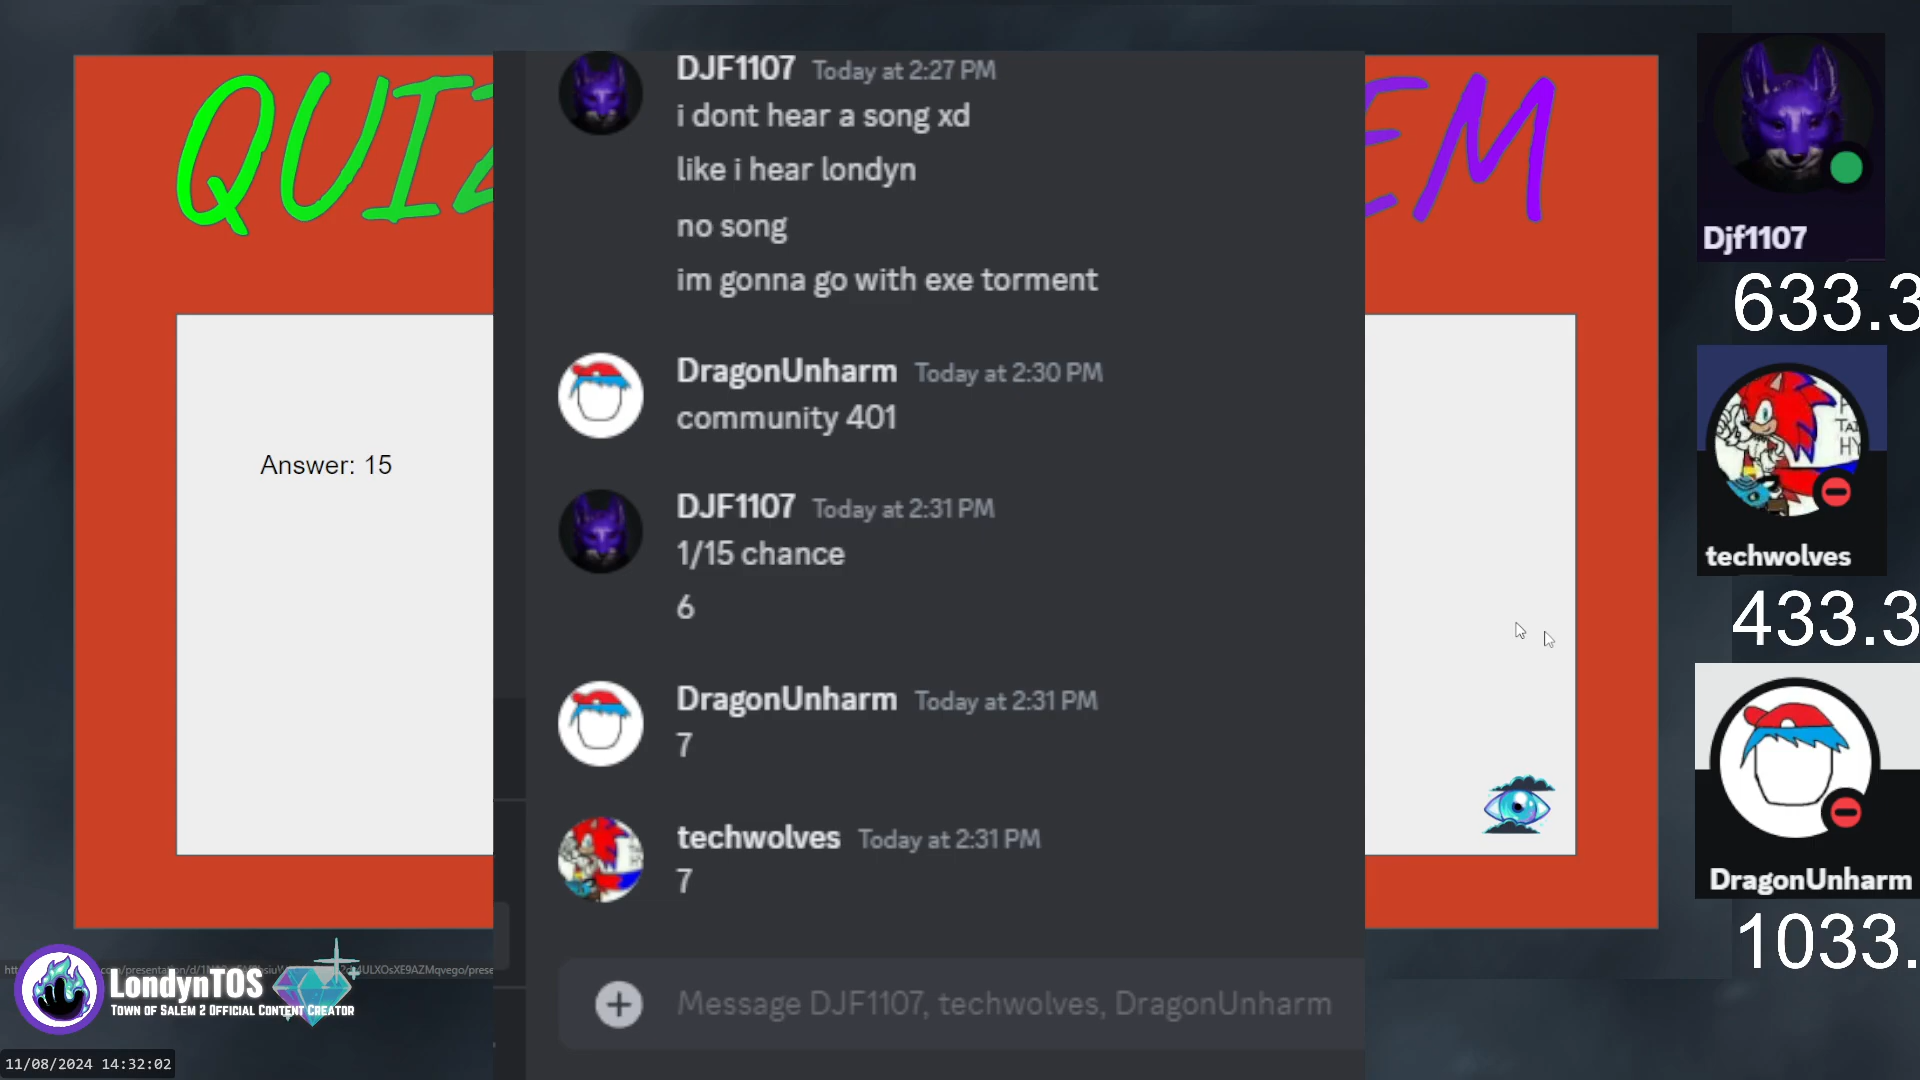 QUIZ
EM
DJF1107 Today at 2:27 PM
i dont hear a song xd
like i hear londyn
no song
im gonna go with exe torment
DragonUnharm Today at 2:30 PM
community 401
DJF1107 Today at 2:31 PM
1/15 chance
6
DragonUnharm Today at 2:31 PM
7
techwolves Today at 2:31 PM
7
Message DJF1107, techwolves, DragonUnharm
Answer: 15
Djf1107
633.3
techwolves
433.3
DragonUnharm
1033.
LondynTOS
Town of Salem 2 Official Content Creator
11/08/2024 14:32:02